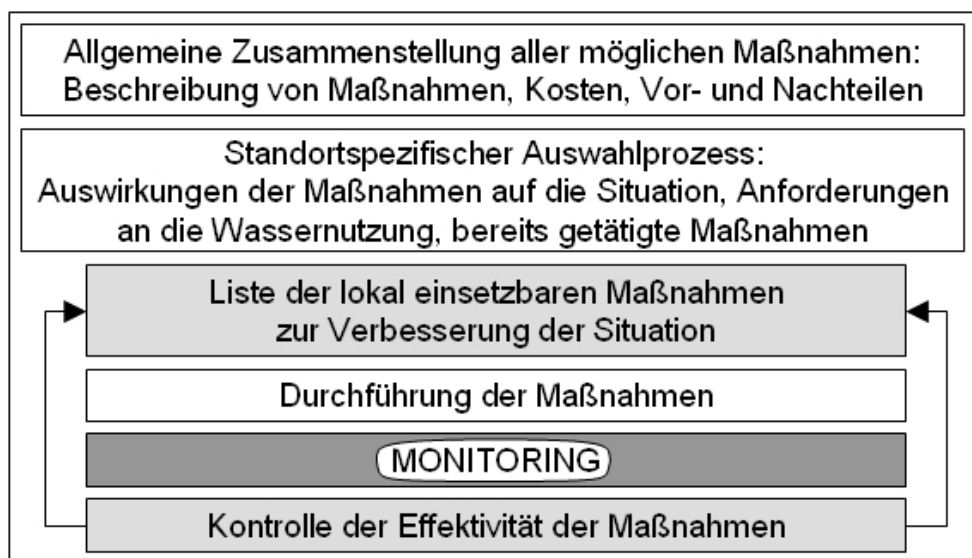 Allgemeine Zusammenstellung aller möglichen Maßnahmen:
Beschreibung von Maßnahmen, Kosten, Vor- und Nachteilen
Standortspezifischer Auswahlprozess:
Auswirkungen der Maßnahmen auf die Situation, Anforderungen
an die Wassernutzung, bereits getätigte Maßnahmen
Liste der lokal einsetzbaren Maßnahmen
zur Verbesserung der Situation
Durchführung der Maßnahmen
MONITORING
Kontrolle der Effektivität der Maßnahmen